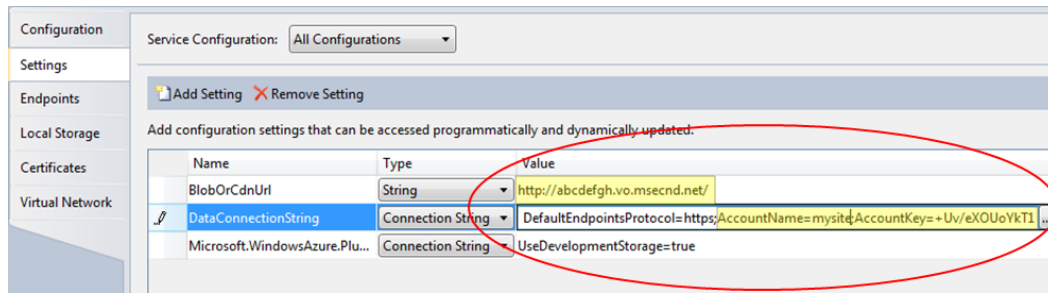 Configuration
Settings
Endpoints
Local Storage
Certificates
Virtual Network
Service Configuration: All Configurations
Add Setting Remove Setting
Add configuration settings that can be accessed programmatically and dynamically updated.
Name Type Value
BlobOrCdnUrl String http://abcdefgh.vo.msecnd.net/
DataConnectionString Connection String DefaultEndpointsProtocol=https;AccountName=mysite;AccountKey=+Uv/eXOUoYkT1 ...
Microsoft.WindowsAzure.Plu... Connection String UseDevelopmentStorage=true